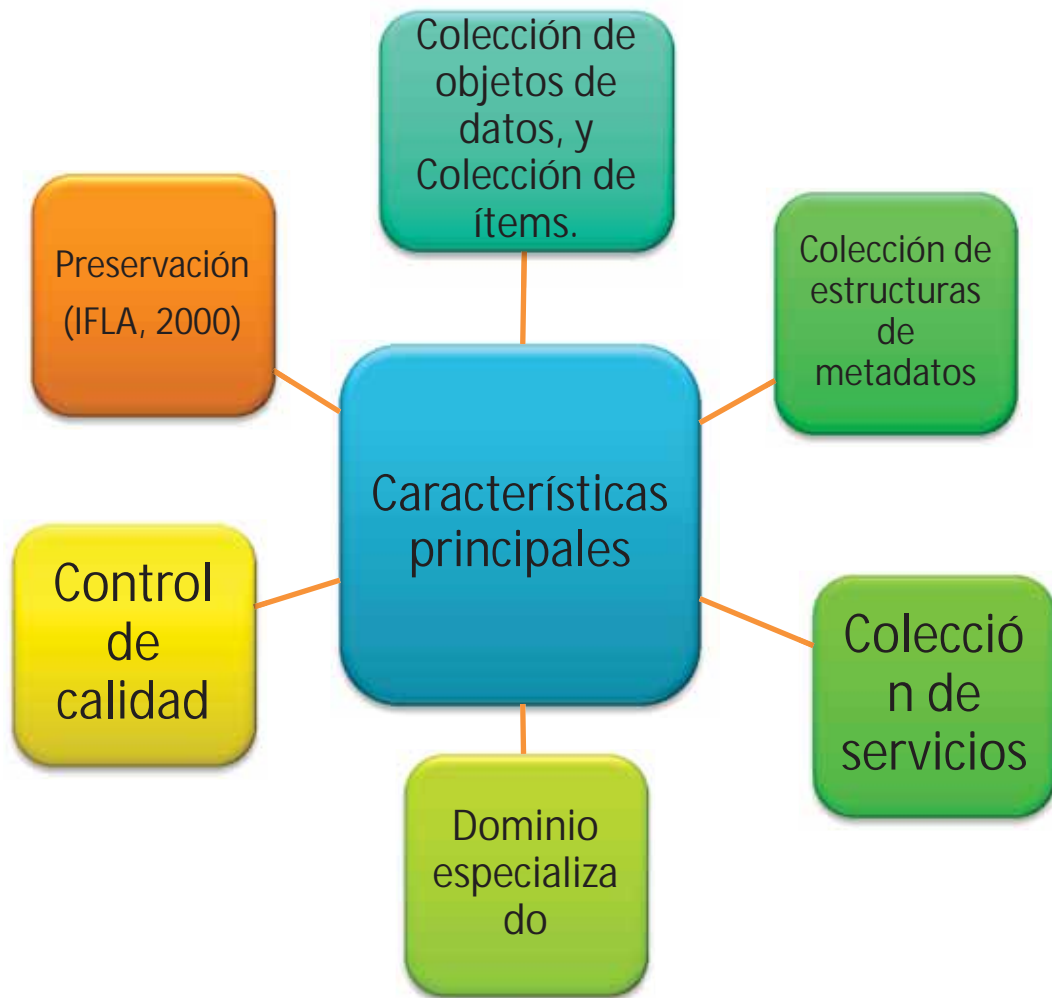 Colección de
objetos de
datos, y
Colección de
ítems.
Preservación
(IFLA, 2000)
Colección de
estructuras
de
metadatos
Características
principales
Control
de
calidad
Colecció
n de
servicios
Dominio
especializa
do